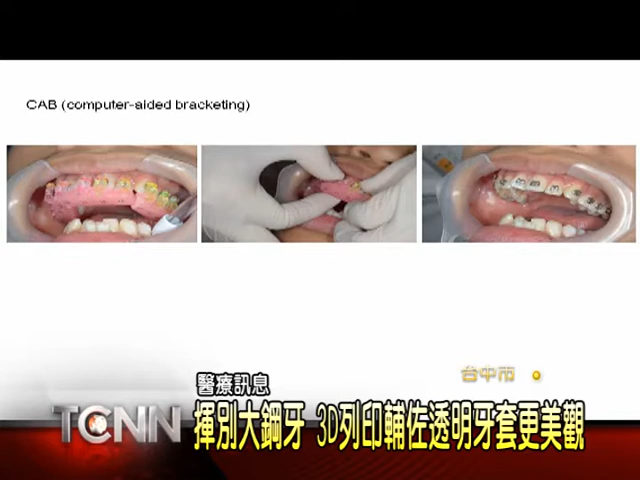 CAB (computer-aided bracketing)
台中市
醫療訊息
TCNN
揮別大鋼牙 3D列印輔佐透明牙套更美觀